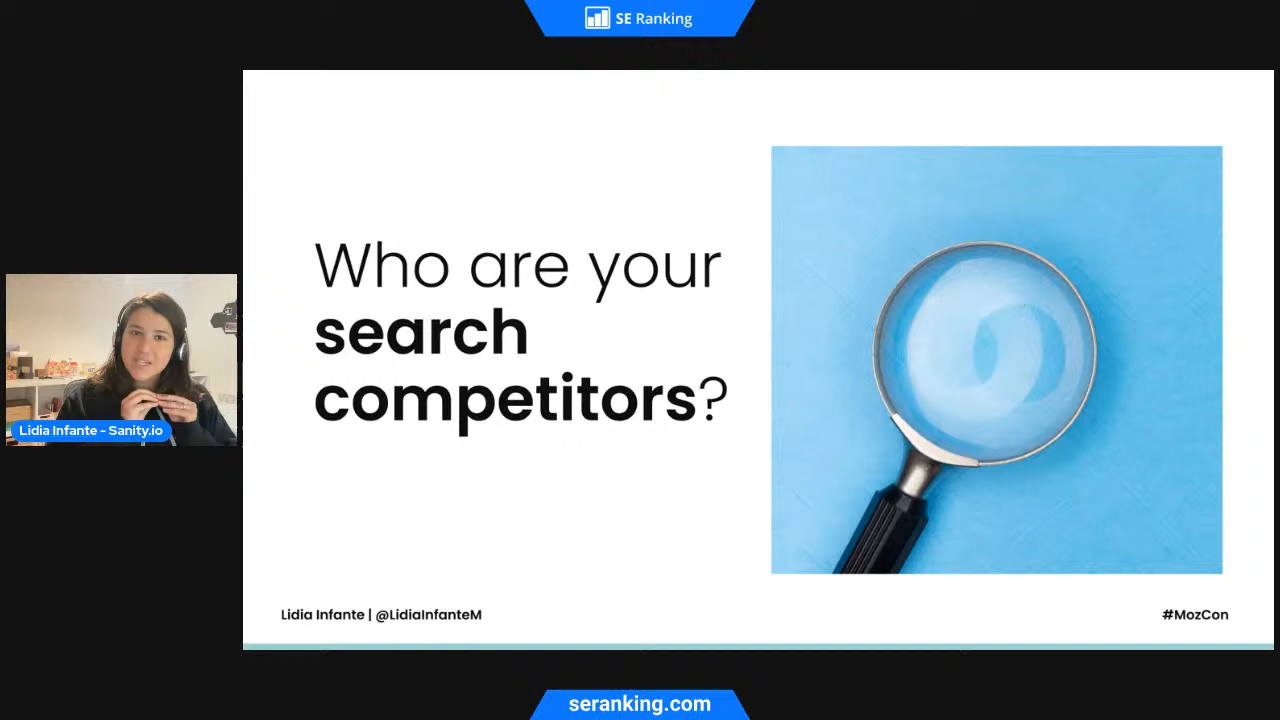 SE Ranking
Who are your
search
competitors?
Lidia Infante - Sanity.io
Lidia Infante | @LidiaInfanteM
#MozCon
seranking.com